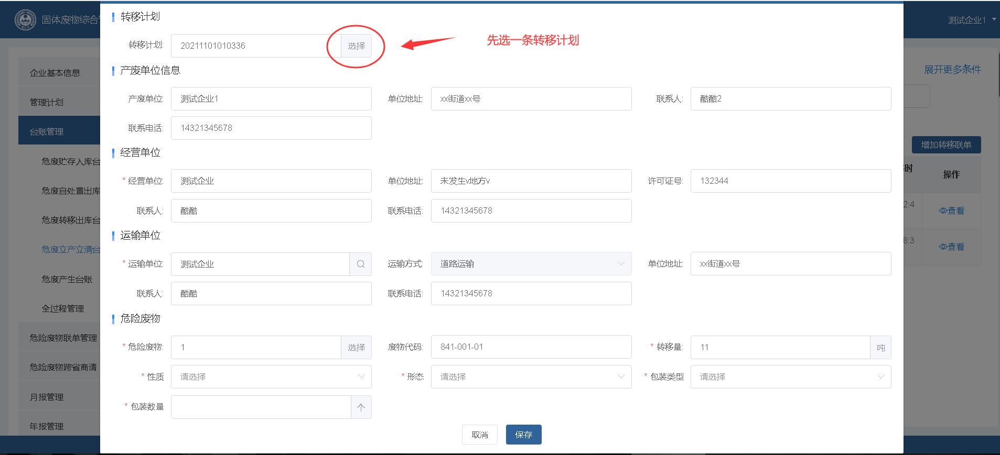 固体废物综合管
测试企业1
企业基本信息
管理计划
台账管理
危废贮存入库台
危废自处置出库
危废转移出库台
危废立产立清台
危废产生台账
全过程管理
危险废物联单管理
危险废物跨省商请
月报管理
年报管理
转移计划
转移计划: 20211101010336 选择
先选一条转移计划
产废单位信息
产废单位: 测试企业1 单位地址: xx街道xx号 联系人: 酷酷2
联系电话: 14321345678
经营单位
* 经营单位: 测试企业 单位地址: 未发生v地方v 许可证号: 132344
联系人: 酷酷 联系电话: 14321345678
运输单位
* 运输单位: 测试企业 运输方式: 道路运输 单位地址: xx街道xx号
联系人: 酷酷 联系电话: 14321345678
危险废物
* 危险废物: 1 选择 废物代码: 841-001-01 * 转移量: 11 吨
* 性质 请选择 * 形态 请选择 * 包装类型 请选择
* 包装数量 个
取消 保存
展开更多条件
增加转移联单
时 操作
2:4 查看
8:3 查看